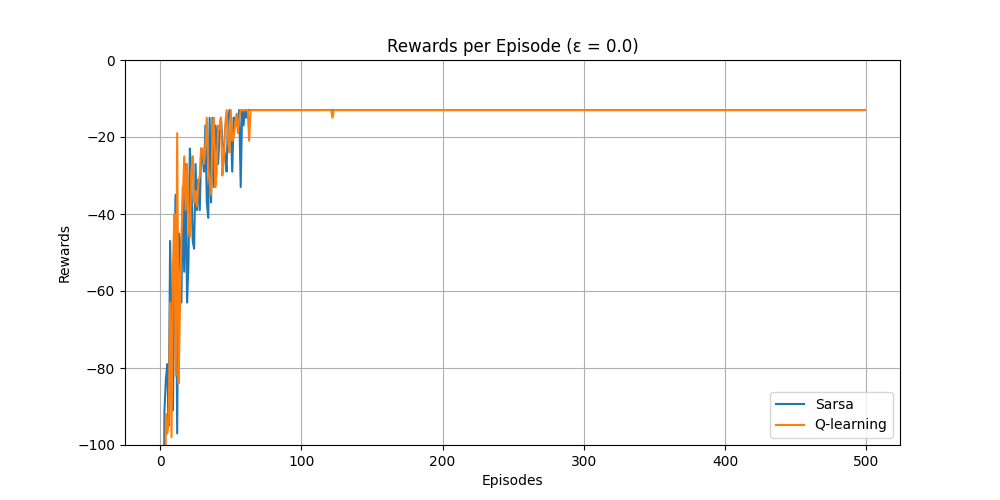 Rewards per Episode (ε = 0.0)
0
−20
−40
−60
−80
−100
Rewards
0
100
200
300
400
500
Episodes
Sarsa
Q-learning